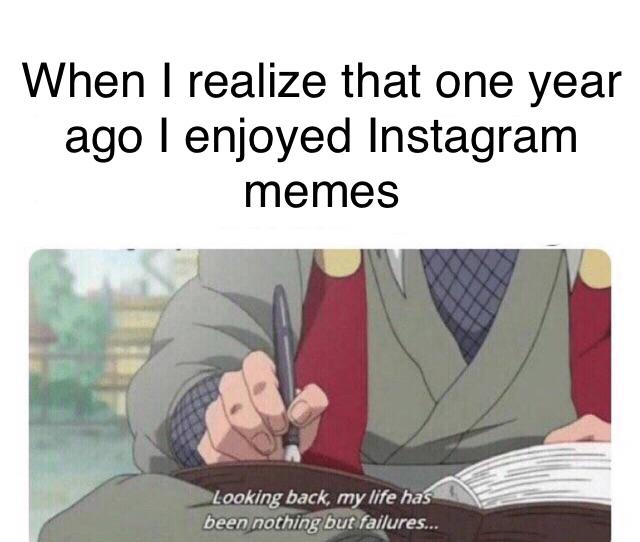 When I realize that one year
ago I enjoyed Instagram
memes
Looking back, my life has
been nothing but failures...